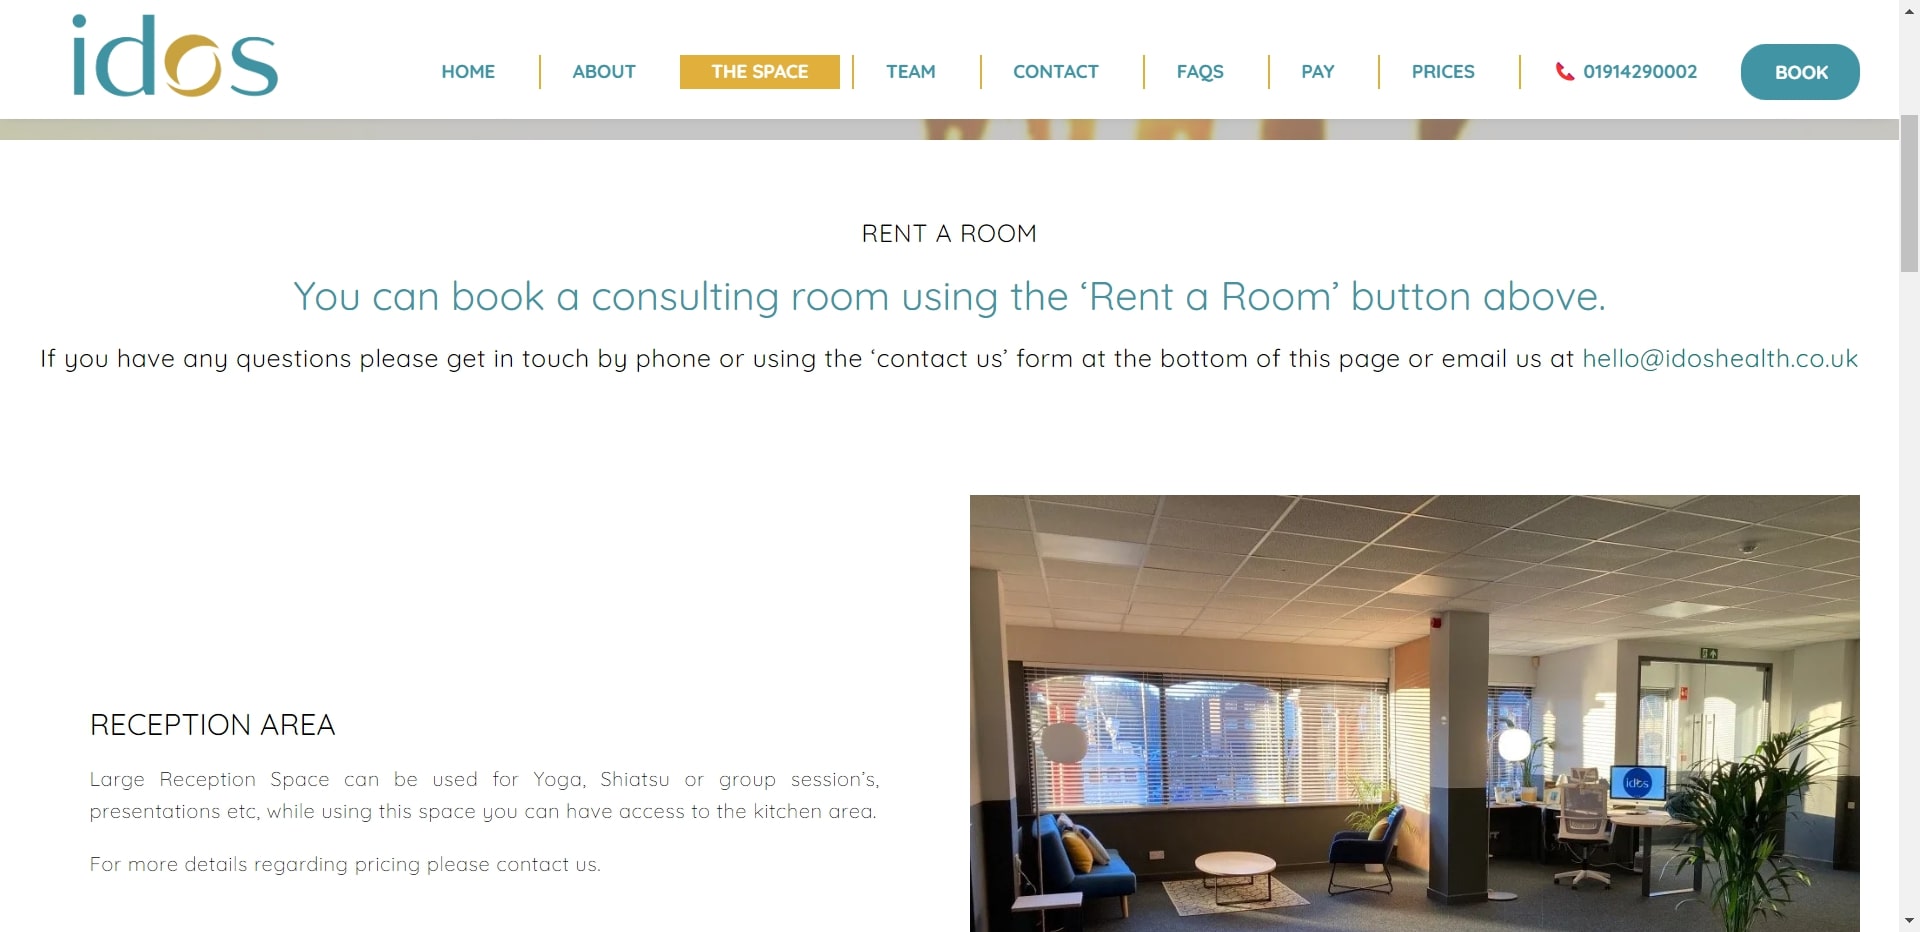 idos
HOME
ABOUT
THE SPACE
TEAM
CONTACT
FAQS
PAY
PRICES
01914290002
BOOK
RENT A ROOM
You can book a consulting room using the ‘Rent a Room’ button above.
If you have any questions please get in touch by phone or using the ‘contact us’ form at the bottom of this page or email us at hello@idoshealth.co.uk
RECEPTION AREA
Large Reception Space can be used for Yoga, Shiatsu or group session’s,
presentations etc, while using this space you can have access to the kitchen area.
For more details regarding pricing please contact us.
idos